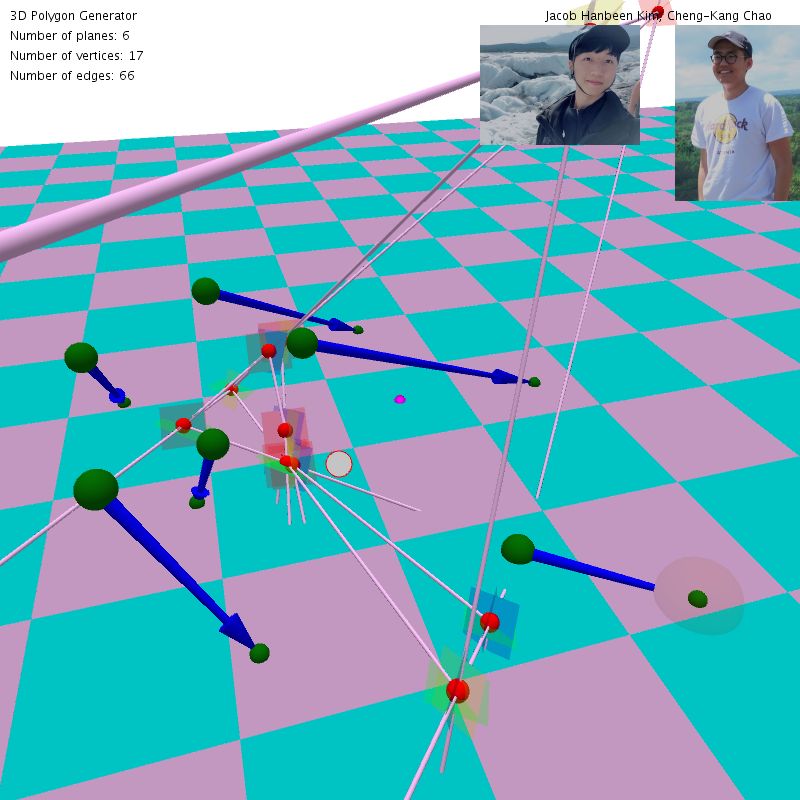 3D Polygon Generator
Jacob Hanbeen Kim, Cheng-Kang Chao
Number of planes: 6
Number of vertices: 17
Number of edges: 66